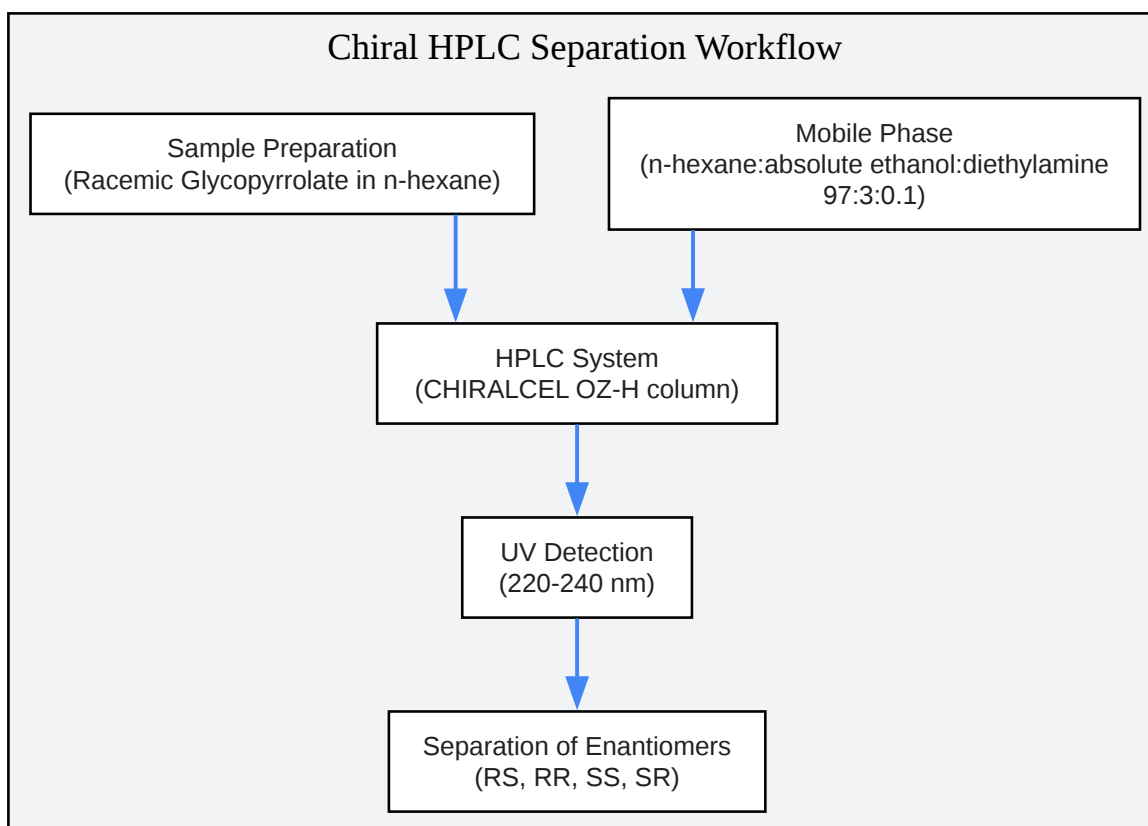 Chiral HPLC Separation Workflow
Sample Preparation
(Racemic Glycopyrrolate in n-hexane)
Mobile Phase
(n-hexane:absolute ethanol:diethylamine
97:3:0.1)
HPLC System
(CHIRALCEL OZ-H column)
UV Detection
(220-240 nm)
Separation of Enantiomers
(RS, RR, SS, SR)